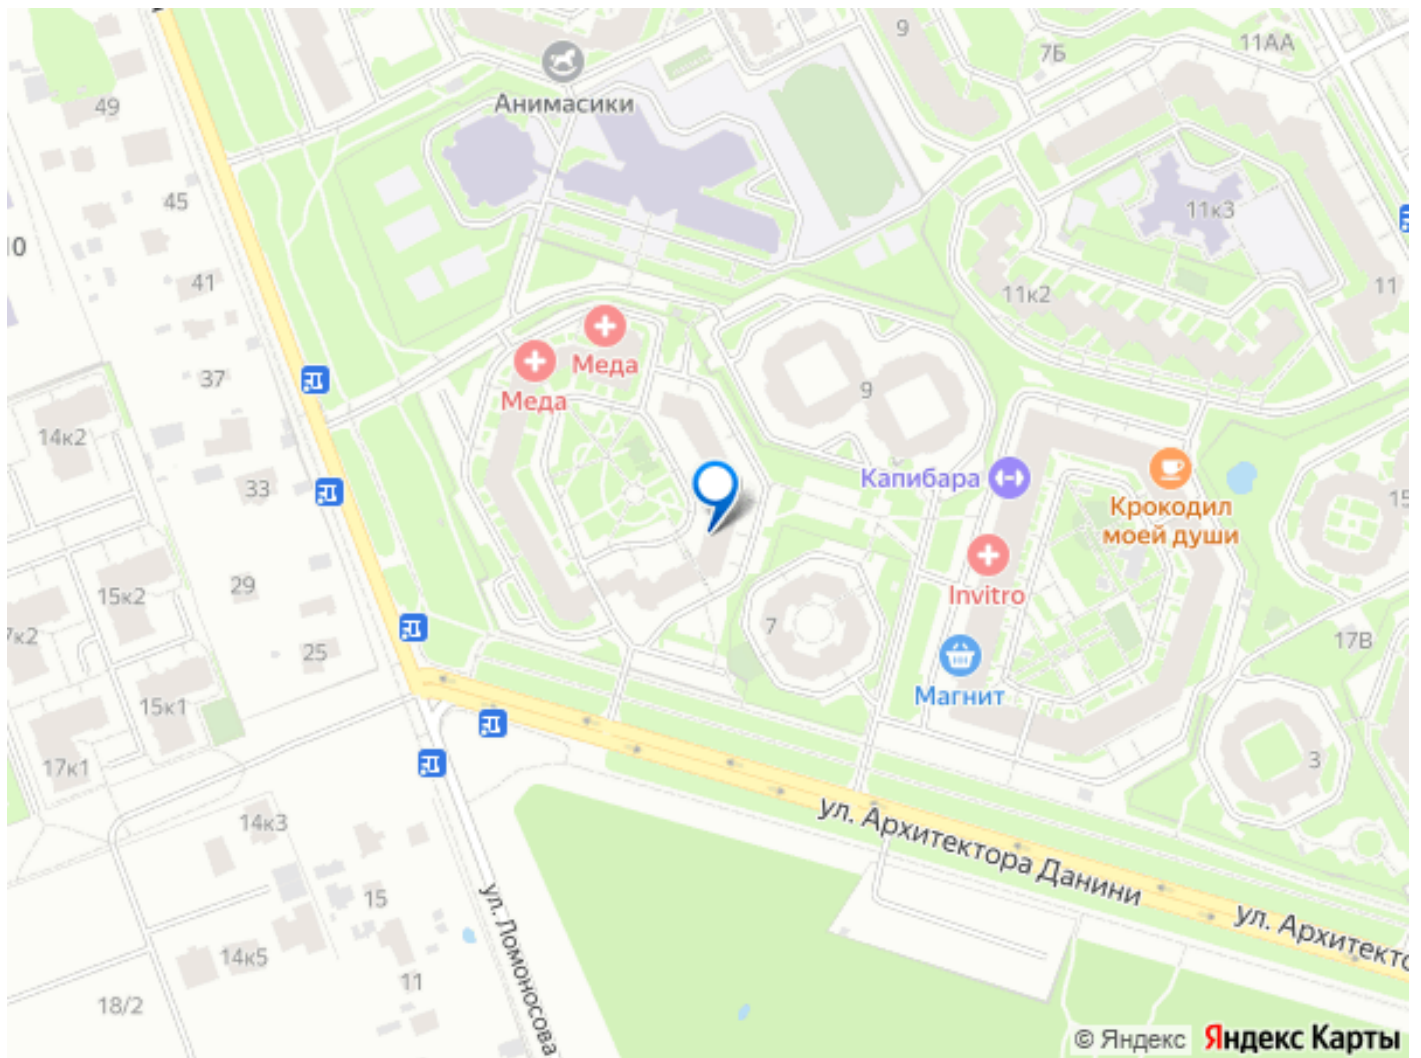 9
7Б
11АА
49
Анимасики
45
11к3
10
41
11к2
11
Меда
Меда
37
9
14к2
Капибара
33
Крокодил
моей души
15
29
15к2
Invitro
7
7к2
17В
25
Магнит
15к1
3
17к1
ул. Архитектора Данини
14к3
15
ул. Ломоносова
ул. Архитекто
14к5
11
18/2
© Яндекс Яндекс Карты